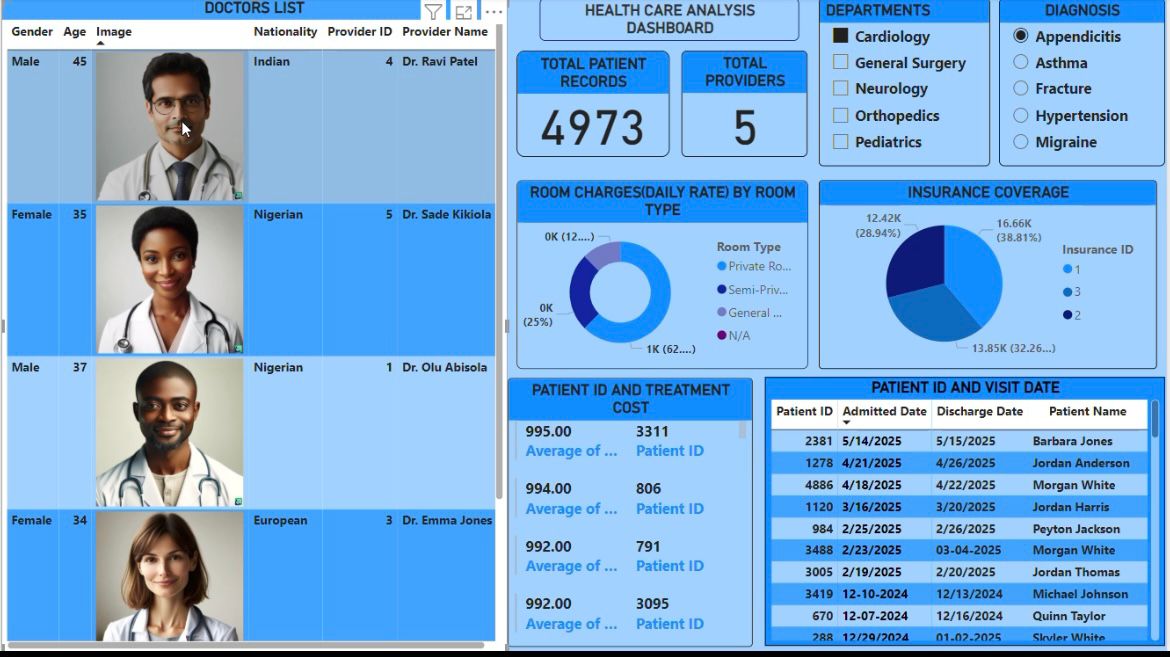 DOCTORS LIST
Gender Age Image Nationality Provider ID Provider Name
Male 45 Indian 4 Dr. Ravi Patel
Female 35 Nigerian 5 Dr. Sade Kikiola
Male 37 Nigerian 1 Dr. Olu Abisola
Female 34 European 3 Dr. Emma Jones
HEALTH CARE ANALYSIS
DASHBOARD
TOTAL PATIENT
RECORDS
4973
TOTAL
PROVIDERS
5
DEPARTMENTS
Cardiology
General Surgery
Neurology
Orthopedics
Pediatrics
DIAGNOSIS
Appendicitis
Asthma
Fracture
Hypertension
Migraine
ROOM CHARGES(DAILY RATE) BY ROOM
TYPE
0K (12....)
0K
(25%)
1K (62....)
Room Type
Private Ro...
Semi-Priv...
General ...
N/A
INSURANCE COVERAGE
12.42K
(28.94%)
16.66K
(38.81%)
13.85K (32.26...)
Insurance ID
1
3
2
PATIENT ID AND TREATMENT
COST
995.00 3311
Average of ... Patient ID
994.00 806
Average of ... Patient ID
992.00 791
Average of ... Patient ID
992.00 3095
Average of ... Patient ID
PATIENT ID AND VISIT DATE
Patient ID Admitted Date Discharge Date Patient Name
2381 5/14/2025 5/15/2025 Barbara Jones
1278 4/21/2025 4/26/2025 Jordan Anderson
4886 4/18/2025 4/22/2025 Morgan White
1120 3/16/2025 3/20/2025 Jordan Harris
984 2/25/2025 2/26/2025 Peyton Jackson
3488 2/23/2025 03-04-2025 Morgan White
3005 2/19/2025 2/20/2025 Jordan Thomas
3419 12-10-2024 12/13/2024 Michael Johnson
670 12-07-2024 12/16/2024 Quinn Taylor
288 12/29/2024 01-02-2025 Skyler White